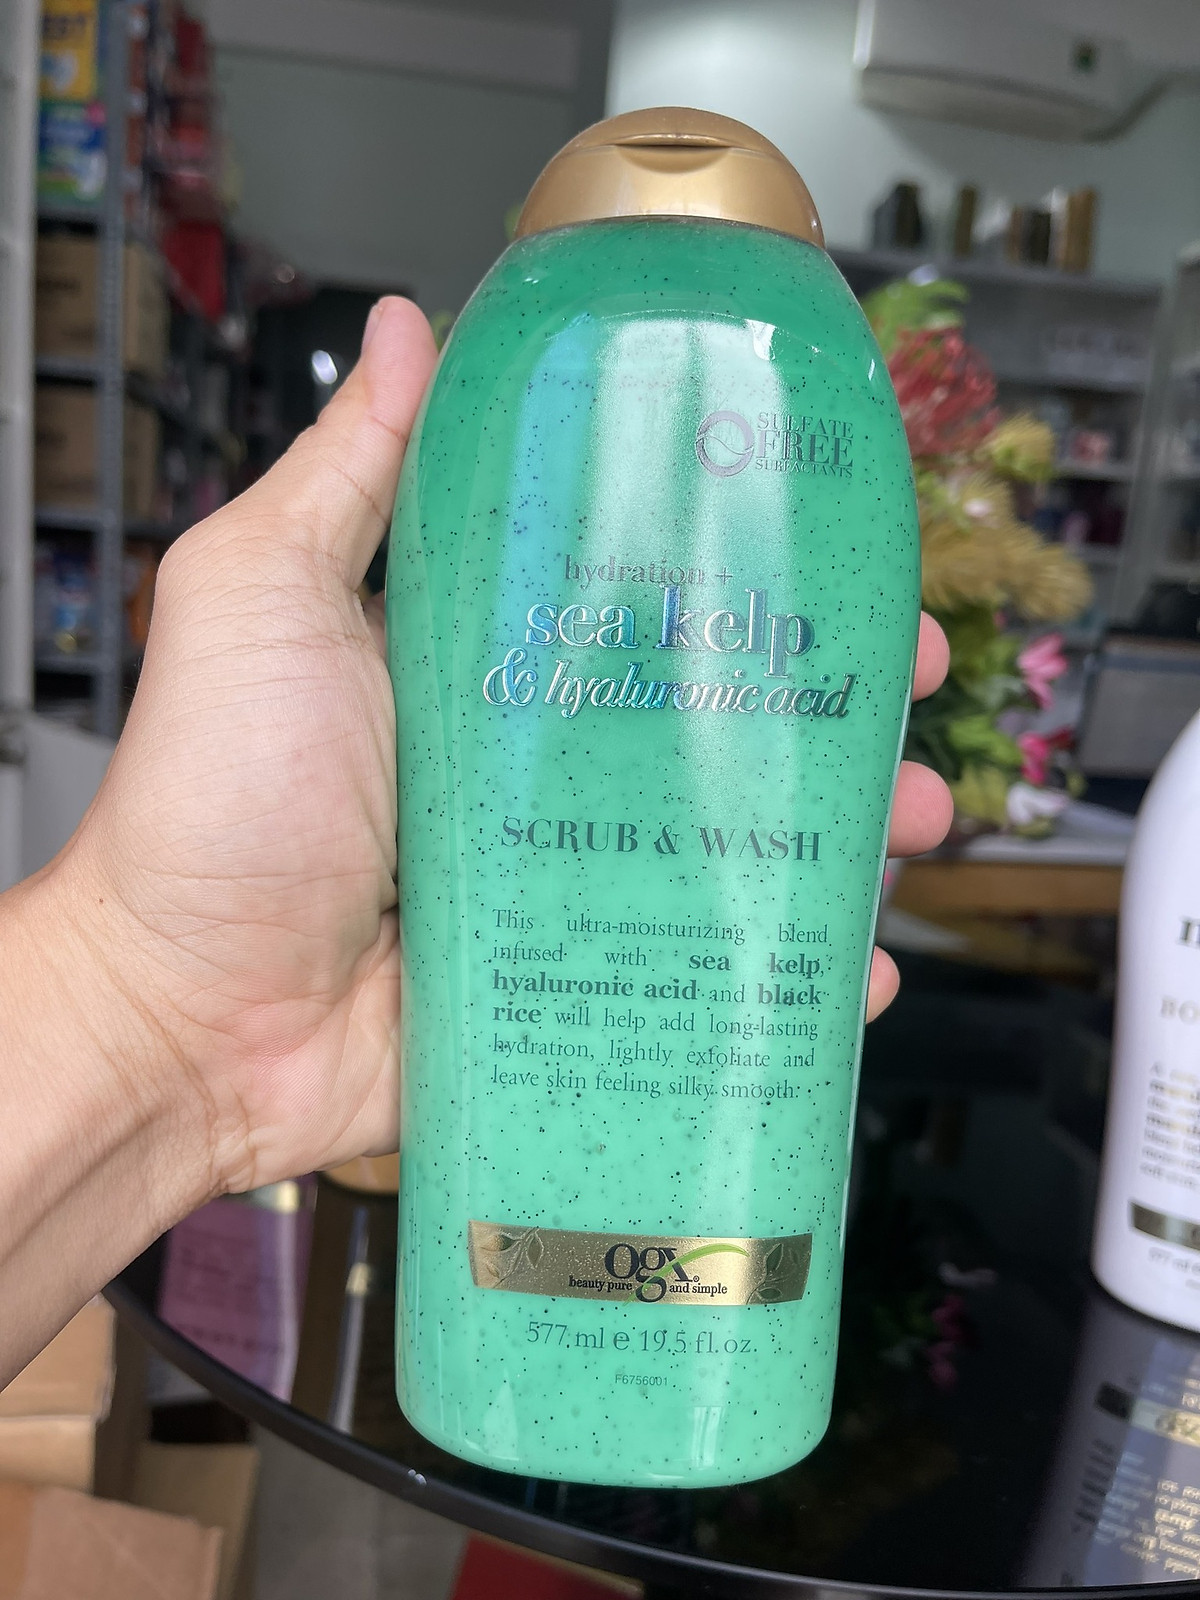 SULFATE
FREE
SURFACTANTS
hydration +
sea kelp
& hyaluronic acid
SCRUB & WASH
This ultra-moisturizing blend
infused with sea kelp,
hyaluronic acid and black
rice will help add long-lasting
hydration, lightly exfoliate and
leave skin feeling silky smooth.
ogx®
beauty pure and simple
577 ml e 19.5 fl. oz.
F6756001